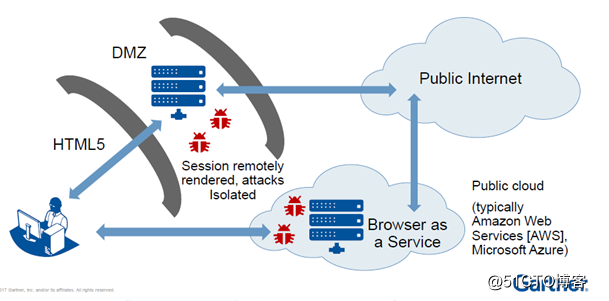 DMZ
Public Internet
HTML5
Session remotely
rendered, attacks
Isolated
Browser as
a Service
Public cloud
(typically
Amazon Web
Services [AWS],
Microsoft Azure)
@51CTO博客
Gartner
017 Gartner, Inc. and/or its affiliates. All rights reserved.